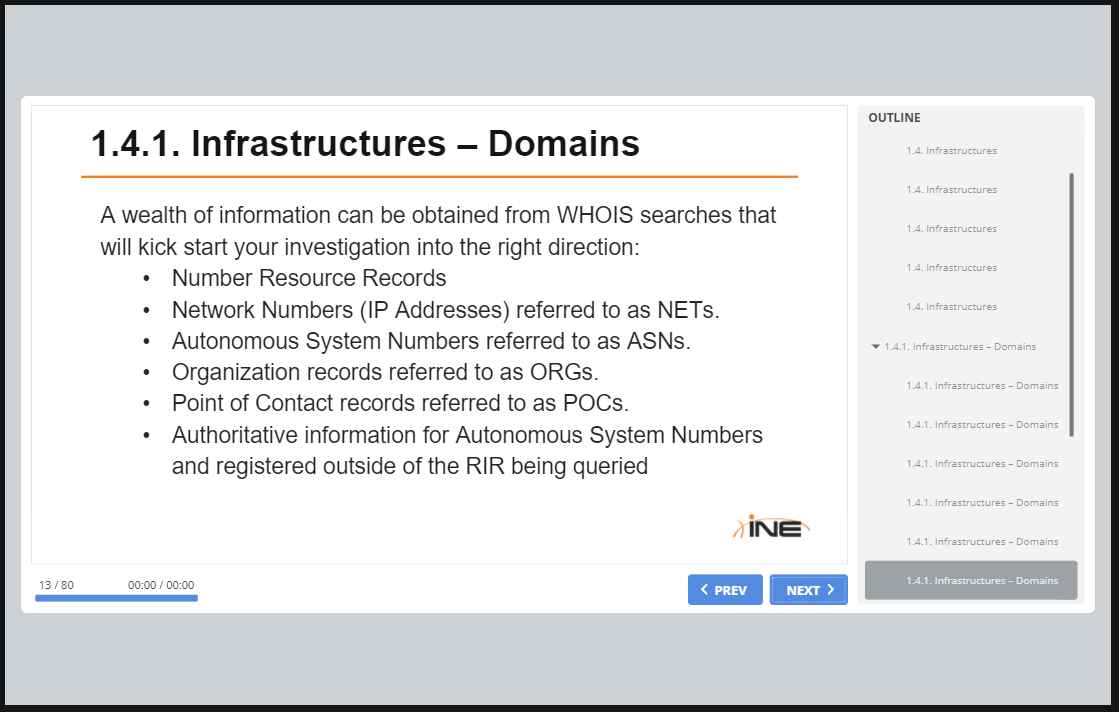 1.4.1. Infrastructures – Domains
A wealth of information can be obtained from WHOIS searches that
will kick start your investigation into the right direction:
• Number Resource Records
• Network Numbers (IP Addresses) referred to as NETs.
• Autonomous System Numbers referred to as ASNs.
• Organization records referred to as ORGs.
• Point of Contact records referred to as POCs.
• Authoritative information for Autonomous System Numbers
and registered outside of the RIR being queried
iNE
13 / 80
00:00 / 00:00
PREV
NEXT
OUTLINE
1.4. Infrastructures
1.4. Infrastructures
1.4. Infrastructures
1.4. Infrastructures
1.4. Infrastructures
1.4.1. Infrastructures – Domains
1.4.1. Infrastructures – Domains
1.4.1. Infrastructures – Domains
1.4.1. Infrastructures – Domains
1.4.1. Infrastructures – Domains
1.4.1. Infrastructures – Domains
1.4.1. Infrastructures – Domains